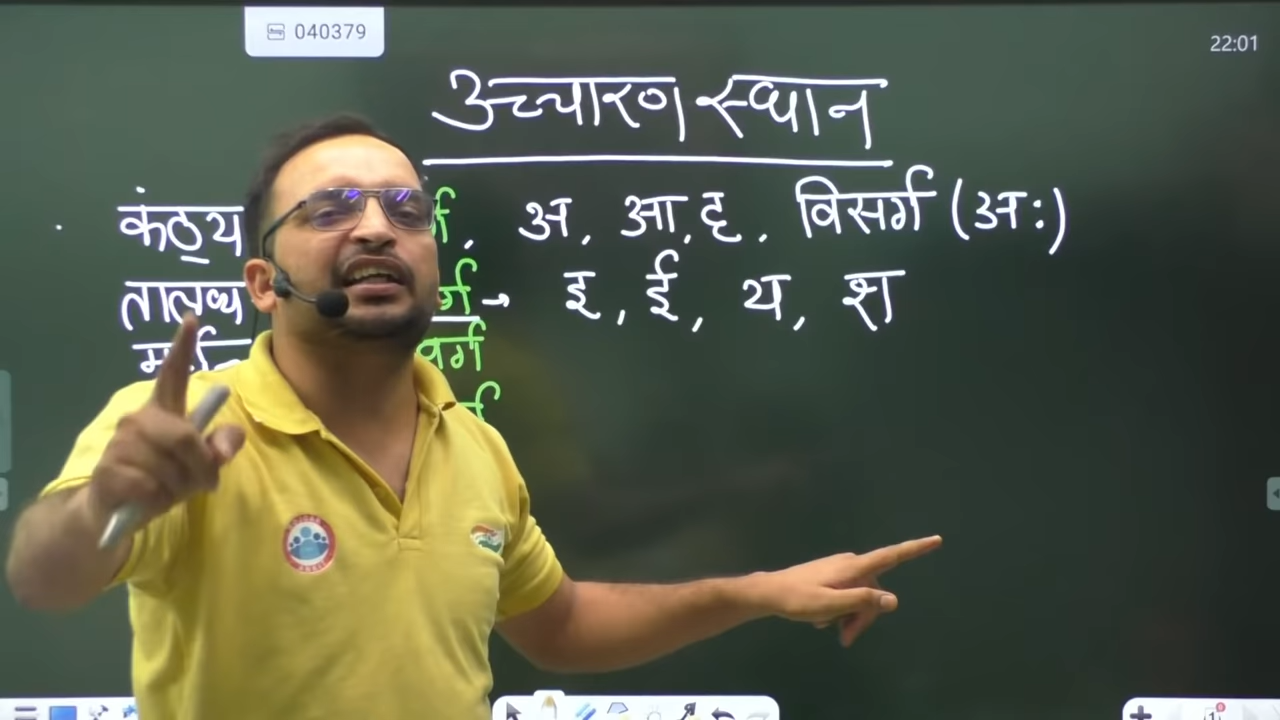 040379
22:01
उच्चारण स्थान
कंठ्य र्ग, अ, आ, ह, विसर्ग (अः)
तालव्य र्ग → इ, ई, य, श
वर्ग